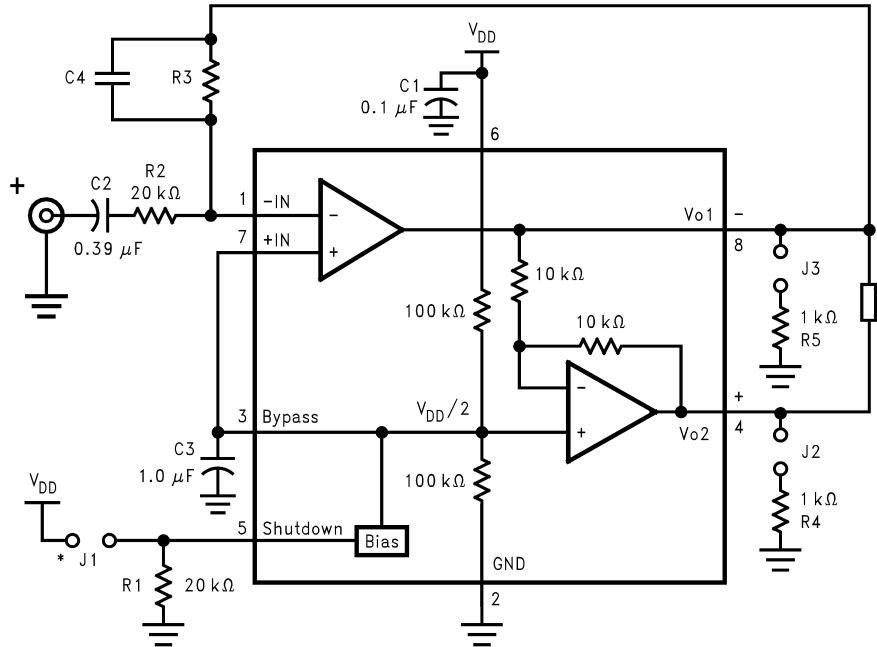 V_DD
C4
R3
C1
0.1 µF
6
+
C2
R2
20 kΩ
0.39 µF
1
-IN
7
+IN
-
+
Vo1
-
8
10 kΩ
J3
100 kΩ
10 kΩ
1 kΩ
R5
-
+
V_DD/2
+
4
Vo2
3
Bypass
C3
1.0 µF
100 kΩ
J2
1 kΩ
R4
V_DD
5
Shutdown
Bias
*
J1
R1
20 kΩ
GND
2